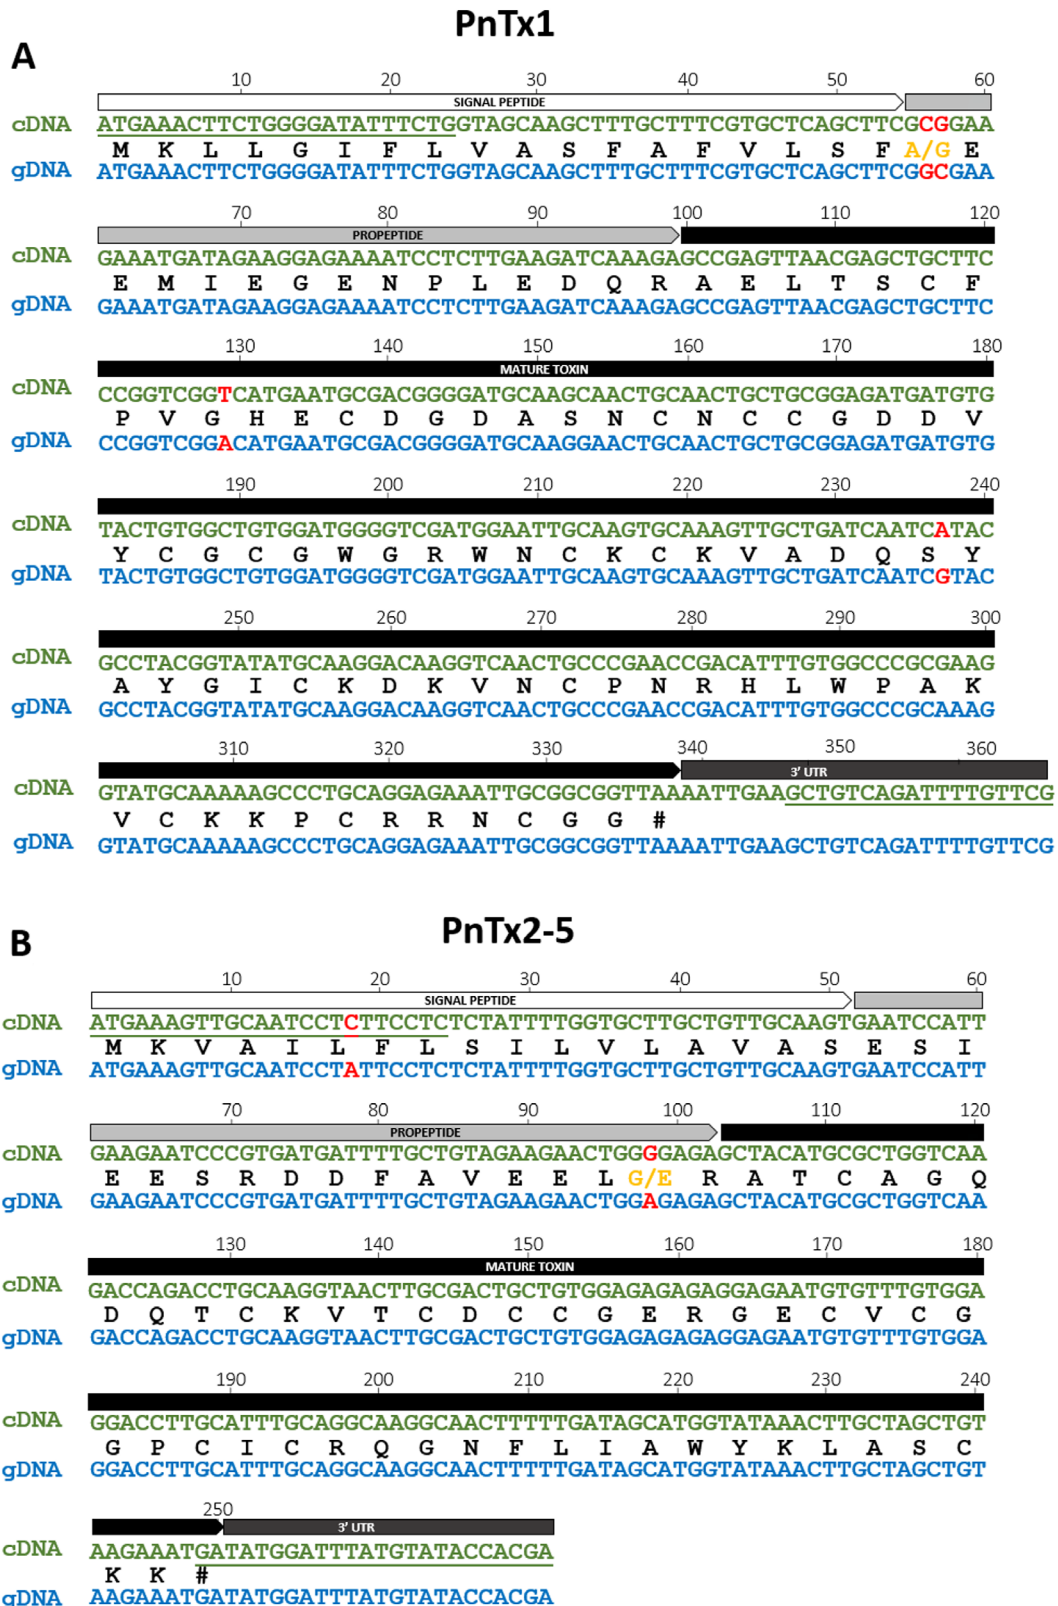 PnTx1
A
10 20 30 40 50 60
SIGNAL PEPTIDE
cDNA ATGAAACTTCTGGGGATATTTCTGGTAGCAAGCTTTGCTTTCGTGCTCAGCTTCGCGGAA
M K L L G I F L V A S F A F V L S F A/G E
gDNA ATGAAACTTCTGGGGATATTTCTGGTAGCAAGCTTTGCTTTCGTGCTCAGCTTCGGCGAA
70 80 90 100 110 120
PROPEPTIDE
cDNA GAAATGATAGAAGGAGAAAATCCTCTTGAAGATCAAAGAGCCGAGTTAACGAGCTGCTTC
E M I E G E N P L E D Q R A E L T S C F
gDNA GAAATGATAGAAGGAGAAAATCCTCTTGAAGATCAAAGAGCCGAGTTAACGAGCTGCTTC
130 140 150 160 170 180
MATURE TOXIN
cDNA CCGGTCGGTCATGAATGCGACGGGGATGCAAGCAACTGCAACTGCTGCGGAGATGATGTG
P V G H E C D G D A S N C N C C G D D V
gDNA CCGGTCGGACATGAATGCGACGGGGATGCAAGGAACTGCAACTGCTGCGGAGATGATGTG
190 200 210 220 230 240
cDNA TACTGTGGCTGTGGATGGGGTCGATGGAATTGCAAGTGCAAAGTTGCTGATCAATCATAC
Y C G C G W G R W N C K C K V A D Q S Y
gDNA TACTGTGGCTGTGGATGGGGTCGATGGAATTGCAAGTGCAAAGTTGCTGATCAATCGTAC
250 260 270 280 290 300
cDNA GCCTACGGTATATGCAAGGACAAGGTCAACTGCCCGAACCGACATTTGTGGCCCGCGAAG
A Y G I C K D K V N C P N R H L W P A K
gDNA GCCTACGGTATATGCAAGGACAAGGTCAACTGCCCGAACCGACATTTGTGGCCCGCAAAG
310 320 330 340 350 360
3’ UTR
cDNA GTATGCAAAAAGCCCTGCAGGAGAAATTGCGGCGGTTAAAATTGAAGCTGTCAGATTTTGTTCG
V C K K P C R R N C G G #
gDNA GTATGCAAAAAGCCCTGCAGGAGAAATTGCGGCGGTTAAAATTGAAGCTGTCAGATTTTGTTCG
PnTx2-5
B
10 20 30 40 50 60
SIGNAL PEPTIDE
cDNA ATGAAAGTTGCAATCCTCTTCCTCTCTATTTTGGTGCTTGCTGTTGCAAGTGAATCCATT
M K V A I L F L S I L V L A V A S E S I
gDNA ATGAAAGTTGCAATCCTATTCCTCTCTATTTTGGTGCTTGCTGTTGCAAGTGAATCCATT
70 80 90 100 110 120
PROPEPTIDE
cDNA GAAGAATCCCGTGATGATTTTGCTGTAGAAGAACTGGGGAGAGCTACATGCGCTGGTCAA
E E S R D D F A V E E L G/E R A T C A G Q
gDNA GAAGAATCCCGTGATGATTTTGCTGTAGAAGAACTGGAGAGAGCTACATGCGCTGGTCAA
130 140 150 160 170 180
MATURE TOXIN
cDNA GACCAGACCTGCAAGGTAACTTGCGACTGCTGTGGAGAGAGAGGAGAATGTGTTTGTGGA
D Q T C K V T C D C C G E R G E C V C G
gDNA GACCAGACCTGCAAGGTAACTTGCGACTGCTGTGGAGAGAGAGGAGAATGTGTTTGTGGA
190 200 210 220 230 240
cDNA GGACCTTGCATTTGCAGGCAAGGCAACTTTTTGATAGCATGGTATAAACTTGCTAGCTGT
G P C I C R Q G N F L I A W Y K L A S C
gDNA GGACCTTGCATTTGCAGGCAAGGCAACTTTTTGATAGCATGGTATAAACTTGCTAGCTGT
250
3’ UTR
cDNA AAGAAATGATATGGATTTATGTATACCACGA
K K #
gDNA AAGAAATGATATGGATTTATGTATACCACGA